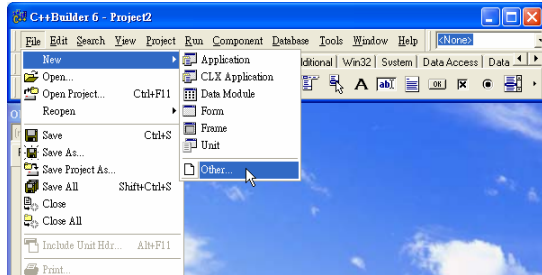 C++Builder 6 - Project2
File Edit Search View Project Run Component Database Tools Window Help <None>
New
Application
Win32 System Data Access Data
Open...
CLX Application
Open Project... Ctrl+F11
Data Module
Reopen
Form
Frame
Save Ctrl+S
Unit
Save As...
Save Project As...
Other...
Save All Shift+Ctrl+S
Close
Close All
Include Unit Hdr... Alt+F11
Print...